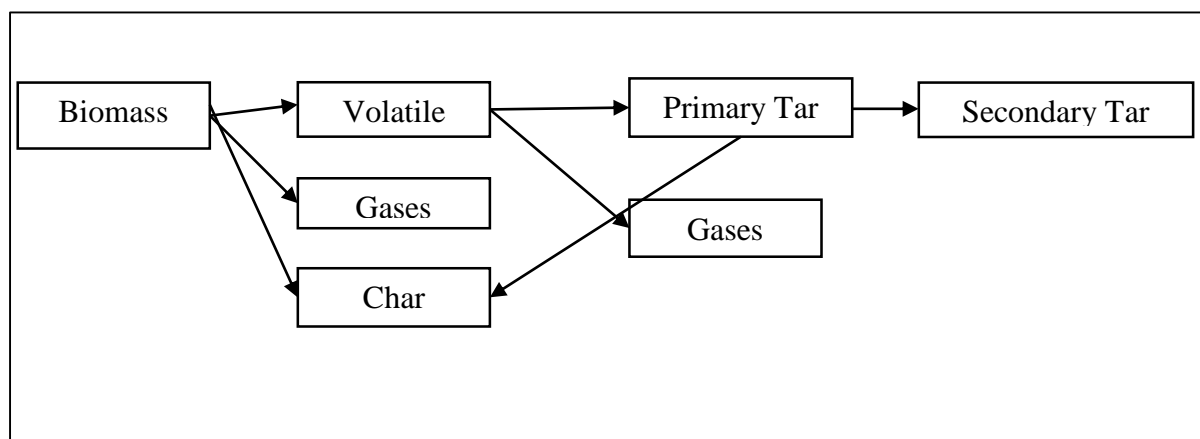 Biomass
Volatile
Primary Tar
Secondary Tar
Gases
Gases
Char